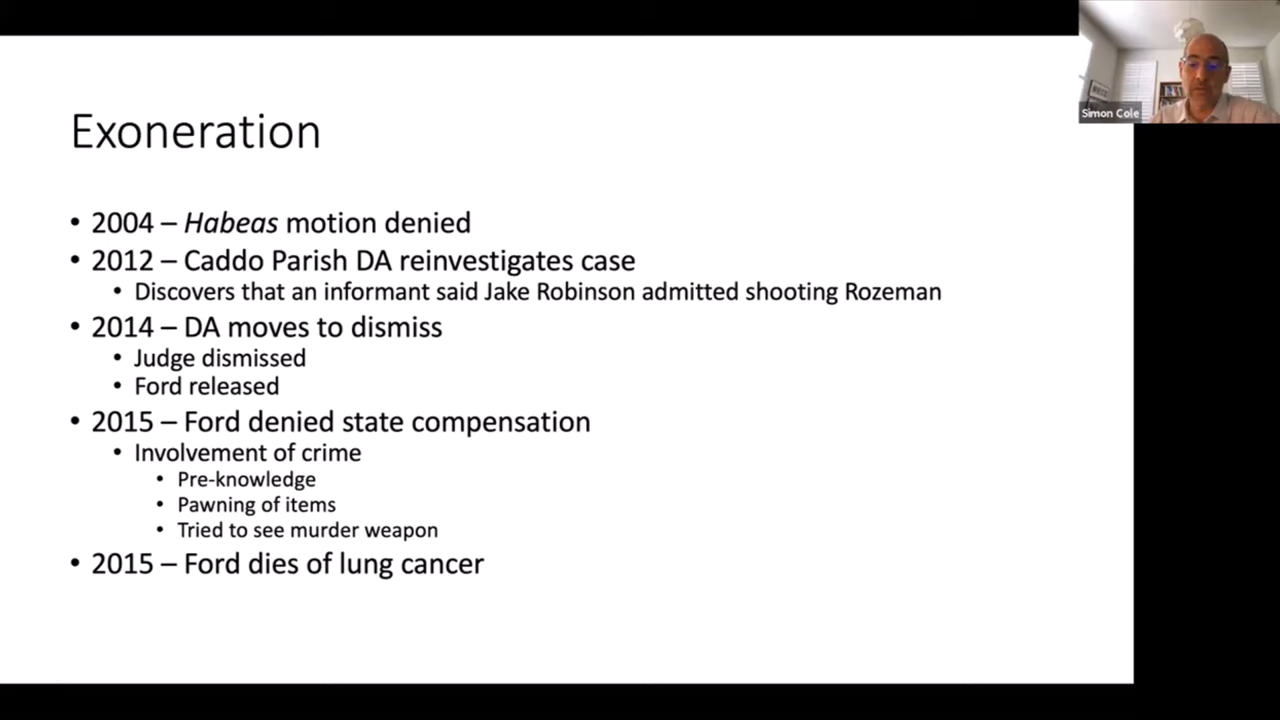 Exoneration
• 2004 – Habeas motion denied
• 2012 – Caddo Parish DA reinvestigates case
• Discovers that an informant said Jake Robinson admitted shooting Rozeman
• 2014 – DA moves to dismiss
• Judge dismissed
• Ford released
• 2015 – Ford denied state compensation
• Involvement of crime
• Pre-knowledge
• Pawning of items
• Tried to see murder weapon
• 2015 – Ford dies of lung cancer
Simon Cole